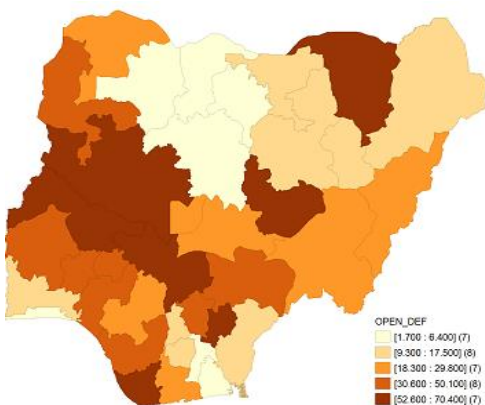 OPEN_DEF
[1.700 : 6.400] (7)
[9.300 : 17.500] (8)
[18.300 : 29.800] (7)
[30.600 : 50.100] (8)
[52.600 : 70.400] (7)